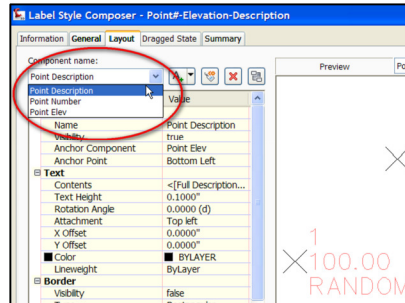 Label Style Composer - Point#-Elevation-Description
Information General Layout Dragged State Summary
Component name:
Preview
Point Description
Point Description
Point Number
Point Elev
Value
Name Point Description
Visibility true
Anchor Component Point Elev
Anchor Point Bottom Left
Text
Contents <[Full Description...
Text Height 0.1000"
Rotation Angle 0.0000 (d)
Attachment Top left
X Offset 0.0000"
Y Offset 0.0000"
Color BYLAYER
Lineweight ByLayer
Border
Visibility false
1
100.00
RANDOM